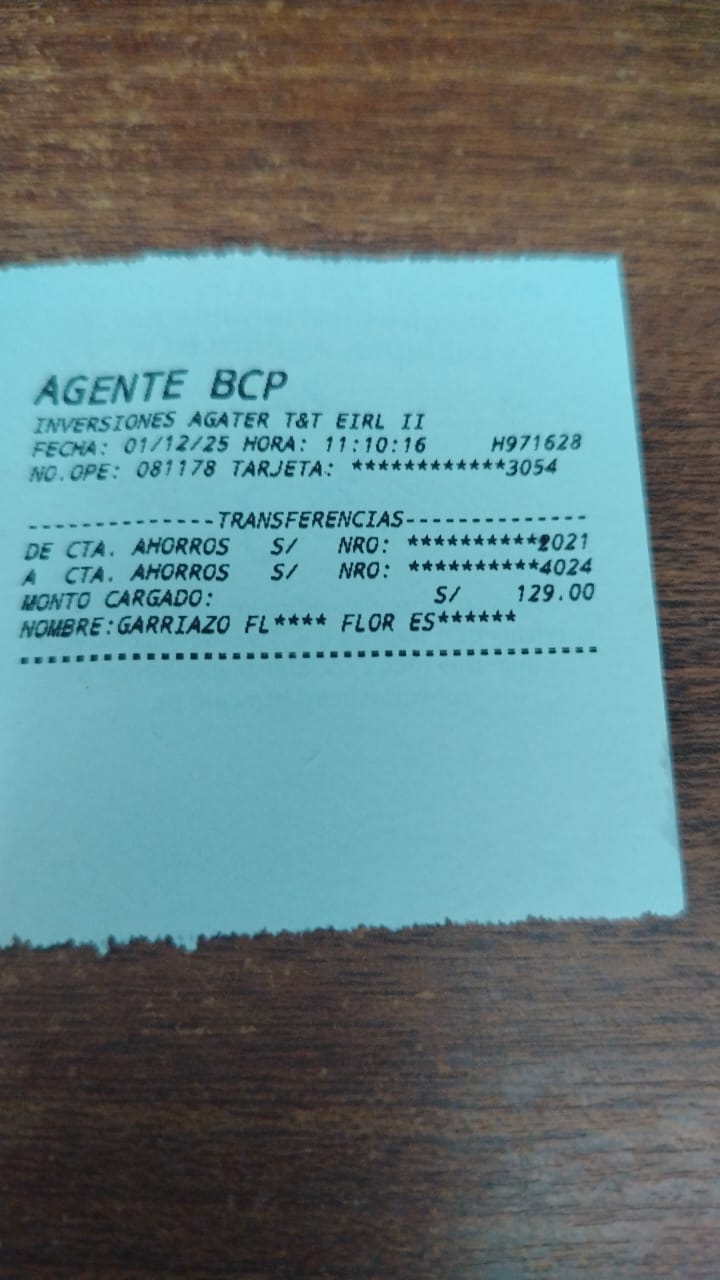 AGENTE BCP
INVERSIONES AGATER T&T EIRL II
FECHA: 01/12/25 HORA: 11:10:16 H971628
NO.OPE: 081178 TARJETA: ************3054
--------------TRANSFERENCIAS--------------
DE CTA. AHORROS S/ NRO: **********2021
A CTA. AHORROS S/ NRO: **********4024
MONTO CARGADO: S/ 129.00
NOMBRE:GARRIAZO FL**** FLOR ES******